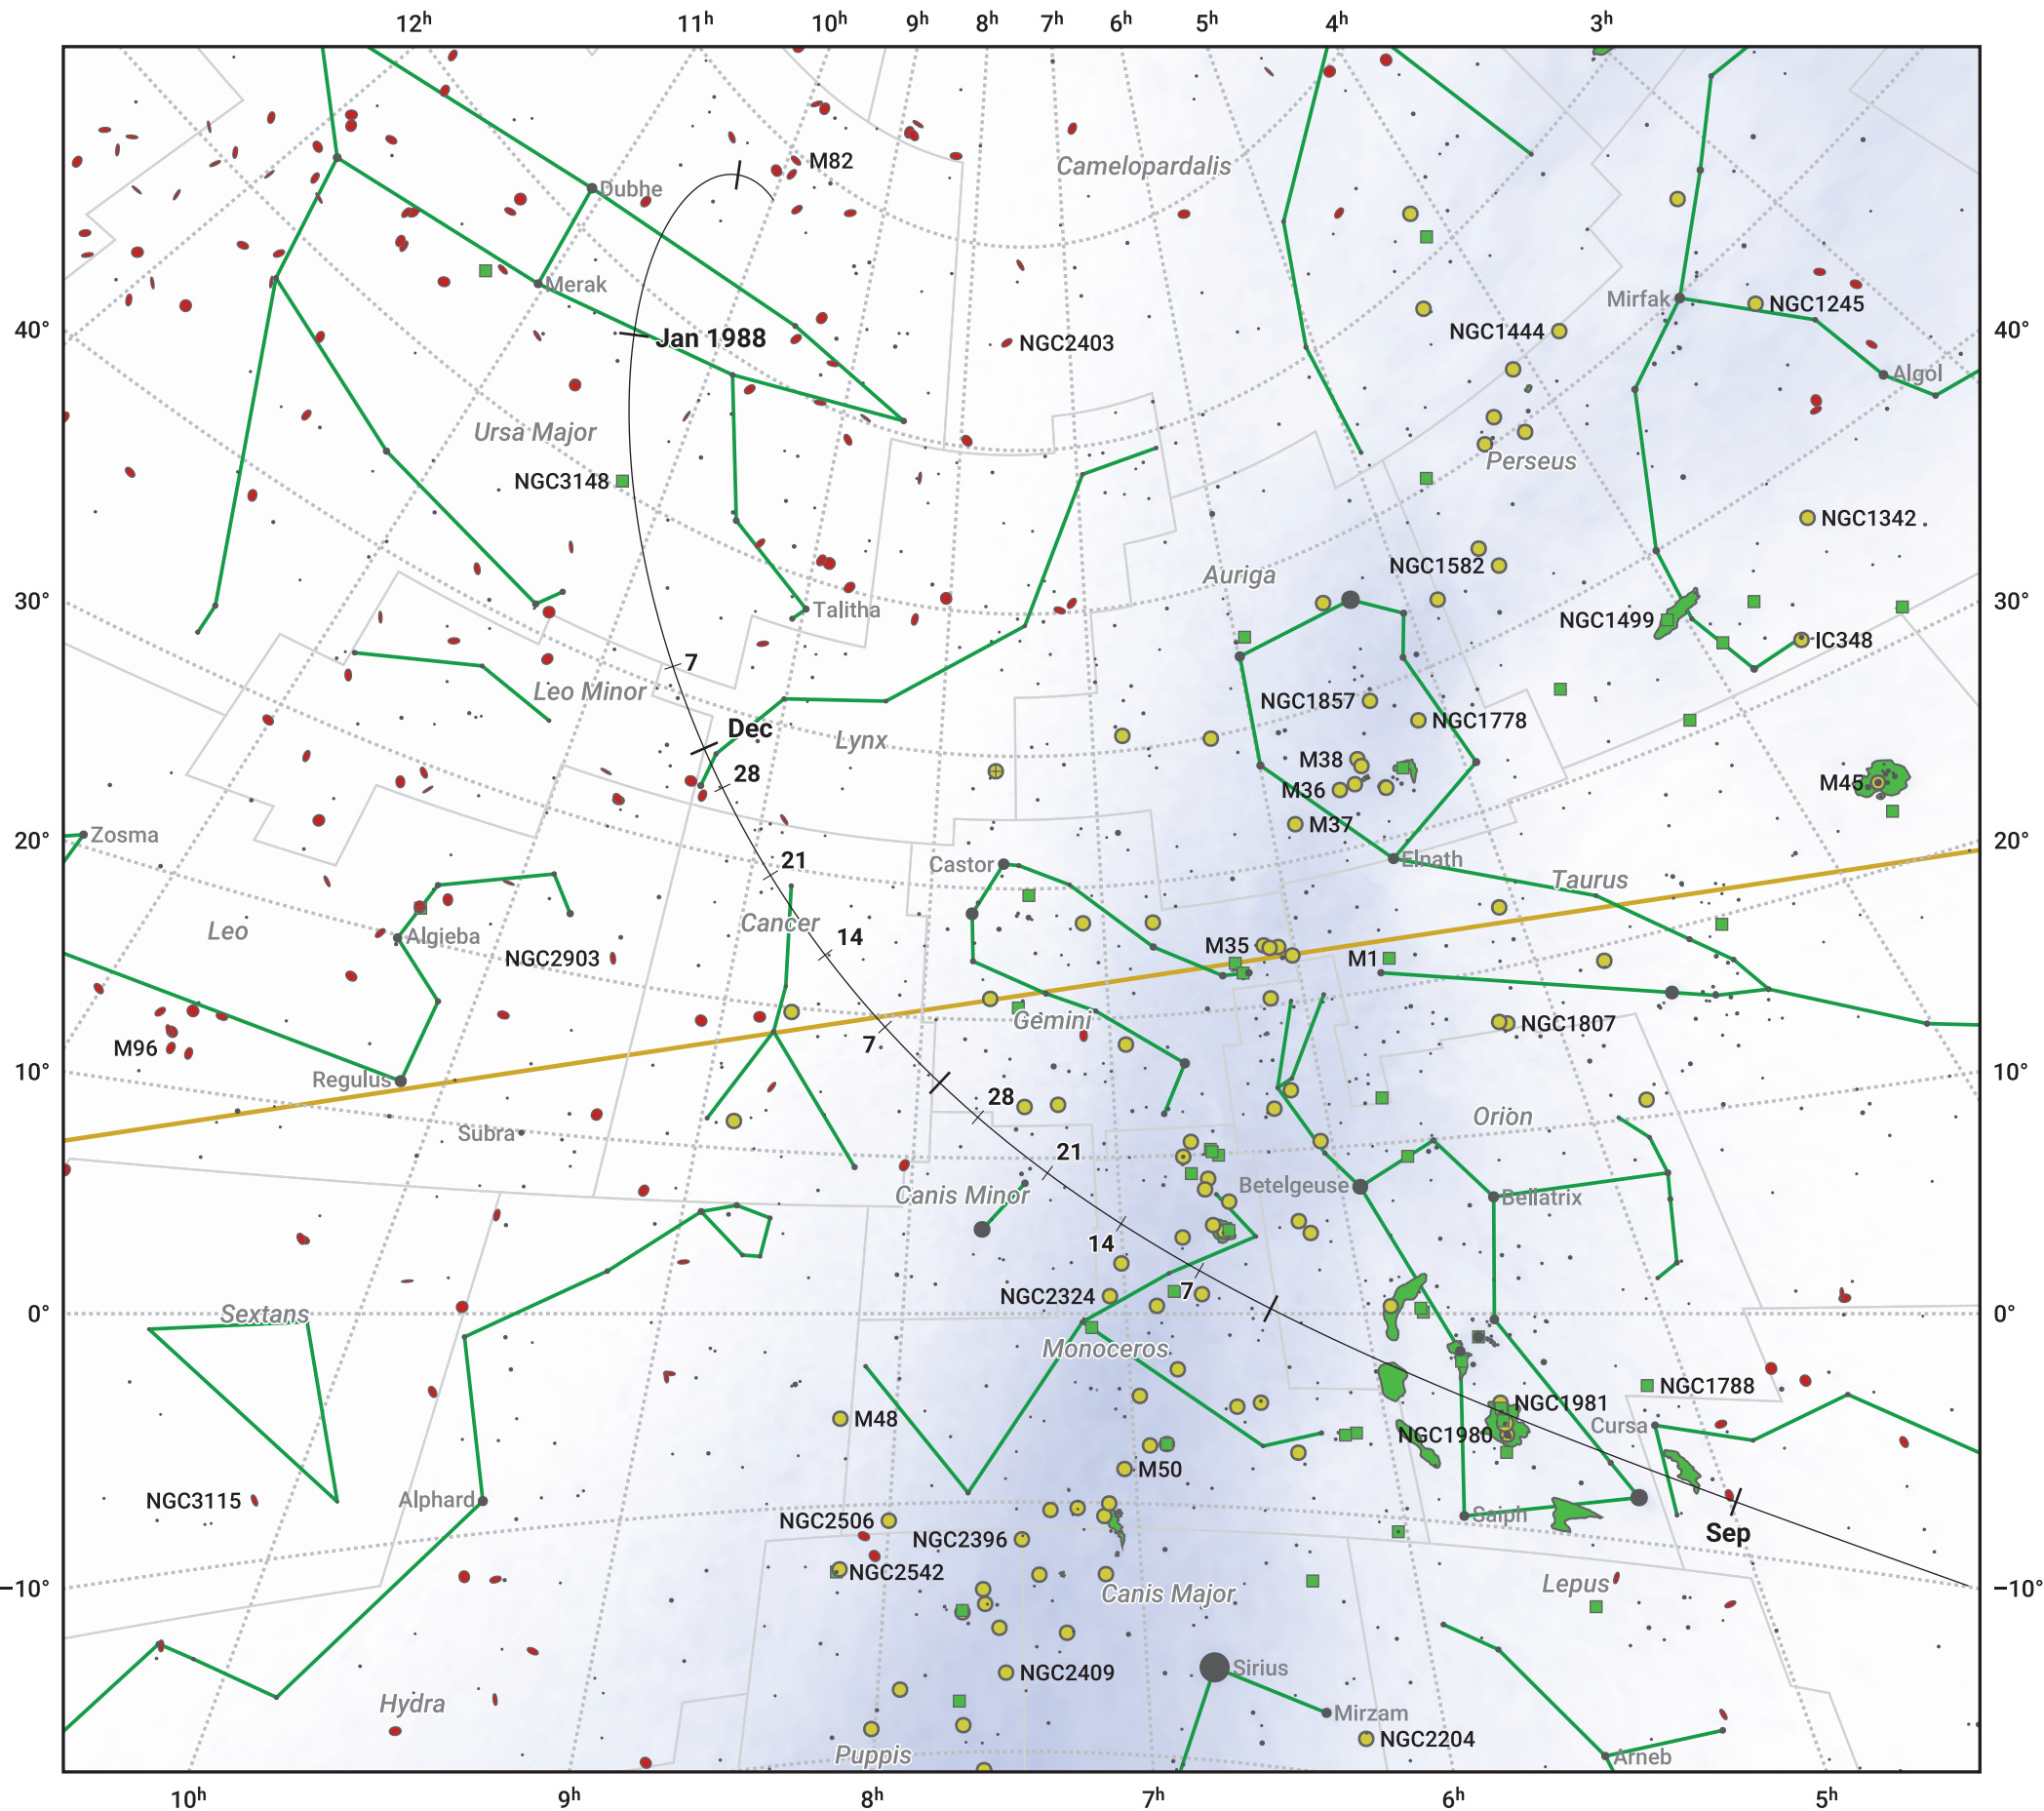 12h 11h 10h 9h 8h 7h 6h 5h 4h 3h
M82
Camelopardalis
Dubhe
Merak
Mirfak
NGC1245
40°
Jan 1988
NGC2403
NGC1444
40°
Algol
Ursa Major
Perseus
NGC3148
NGC1342
NGC1582
Auriga
30°
Talitha
NGC1499
30°
IC348
7
Leo Minor
NGC1857
NGC1778
Dec
Lynx
M38
28
M36
M45
M37
20°
Zosma
Castor
Elnath
20°
21
Taurus
Leo
Algieba
Cancer
14
NGC2903
M35
M1
Gemini
NGC1807
M96
7
10°
Regulus
10°
28
Orion
Subra
21
Canis Minor
Betelgeuse
Bellatrix
14
NGC2324
7
0°
Sextans
0°
Monoceros
NGC1788
M48
NGC1981
NGC1980
Cursa
M50
NGC3115
Alphard
NGC2506
Saiph
NGC2396
Sep
NGC2542
−10°
Canis Major
Lepus
−10°
NGC2409
Sirius
Hydra
Mirzam
NGC2204
Puppis
Arneb
10h 9h 8h 7h 6h 5h